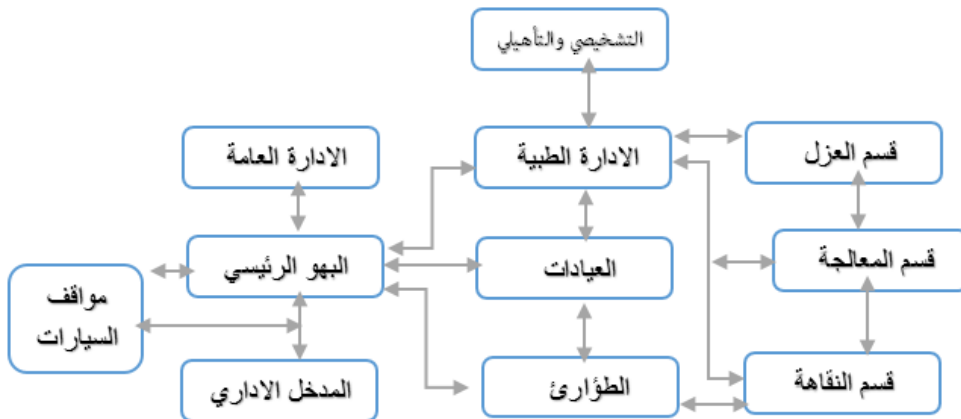 التشخيصي والتأهيلي
الادارة العامة
الادارة الطبية
قسم العزل
البهو الرئيسي
العيادات
قسم المعالجة
مواقف
السيارات
المدخل الاداري
الطؤارئ
قسم النقاهة